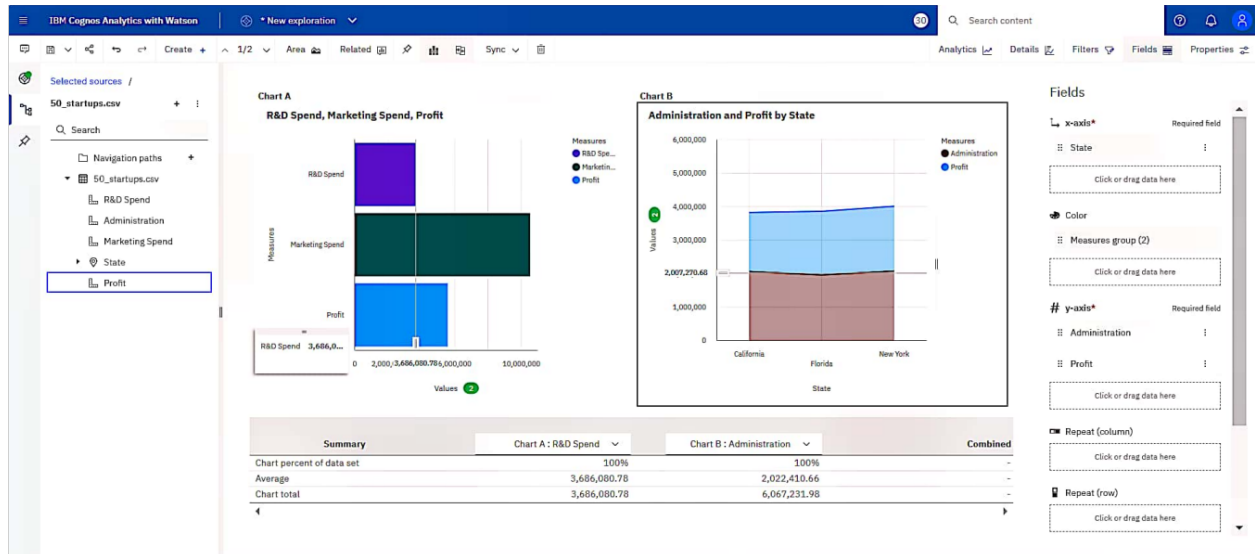 IBM Cognos Analytics with Watson
* New exploration
30
Search content
Create +
1/2
Area
Related
Sync
Analytics
Details
Filters
Fields
Properties
Selected sources /
50_startups.csv
Search
Navigation paths
50_startups.csv
R&D Spend
Administration
Marketing Spend
State
Profit
Chart A
R&D Spend, Marketing Spend, Profit
Measures
R&D Spe...
Marketin...
Profit
Measures
R&D Spend
Marketing Spend
Profit
R&D Spend 3,686,0...
0 2,000, 3,686,080.78 6,000,000 10,000,000
Values 2
Chart B
Administration and Profit by State
Measures
Administration
Profit
6,000,000
5,000,000
4,000,000
3,000,000
2,007,270.68
1,000,000
0
2
Values
California Florida New York
State
Summary Chart A : R&D Spend Chart B : Administration Combined
Chart percent of data set 100% 100% -
Average 3,686,080.78 2,022,410.66 -
Chart total 3,686,080.78 6,067,231.98 -
Fields
x-axis* Required field
State
Click or drag data here
Color
Measures group (2)
Click or drag data here
# y-axis* Required field
Administration
Profit
Click or drag data here
Repeat (column)
Click or drag data here
Repeat (row)
Click or drag data here